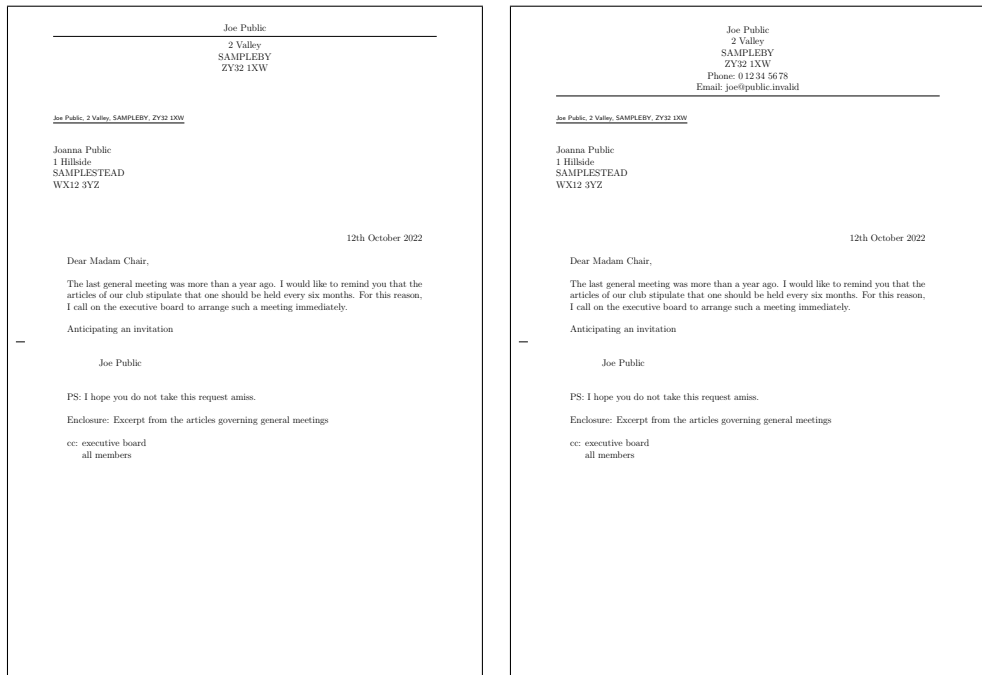 Joe Public
2 Valley
SAMPLEBY
ZY32 1XW
Joe Public, 2 Valley, SAMPLEBY, ZY32 1XW
Joanna Public
1 Hillside
SAMPLESTEAD
WX12 3YZ
12th October 2022
Dear Madam Chair,
The last general meeting was more than a year ago. I would like to remind you that the
articles of our club stipulate that one should be held every six months. For this reason,
I call on the executive board to arrange such a meeting immediately.
Anticipating an invitation
Joe Public
PS: I hope you do not take this request amiss.
Enclosure: Excerpt from the articles governing general meetings
cc: executive board
all members
Joe Public
2 Valley
SAMPLEBY
ZY32 1XW
Phone: 0 12 34 56 78
Email: joe@public.invalid
Joe Public, 2 Valley, SAMPLEBY, ZY32 1XW
Joanna Public
1 Hillside
SAMPLESTEAD
WX12 3YZ
12th October 2022
Dear Madam Chair,
The last general meeting was more than a year ago. I would like to remind you that the
articles of our club stipulate that one should be held every six months. For this reason,
I call on the executive board to arrange such a meeting immediately.
Anticipating an invitation
Joe Public
PS: I hope you do not take this request amiss.
Enclosure: Excerpt from the articles governing general meetings
cc: executive board
all members